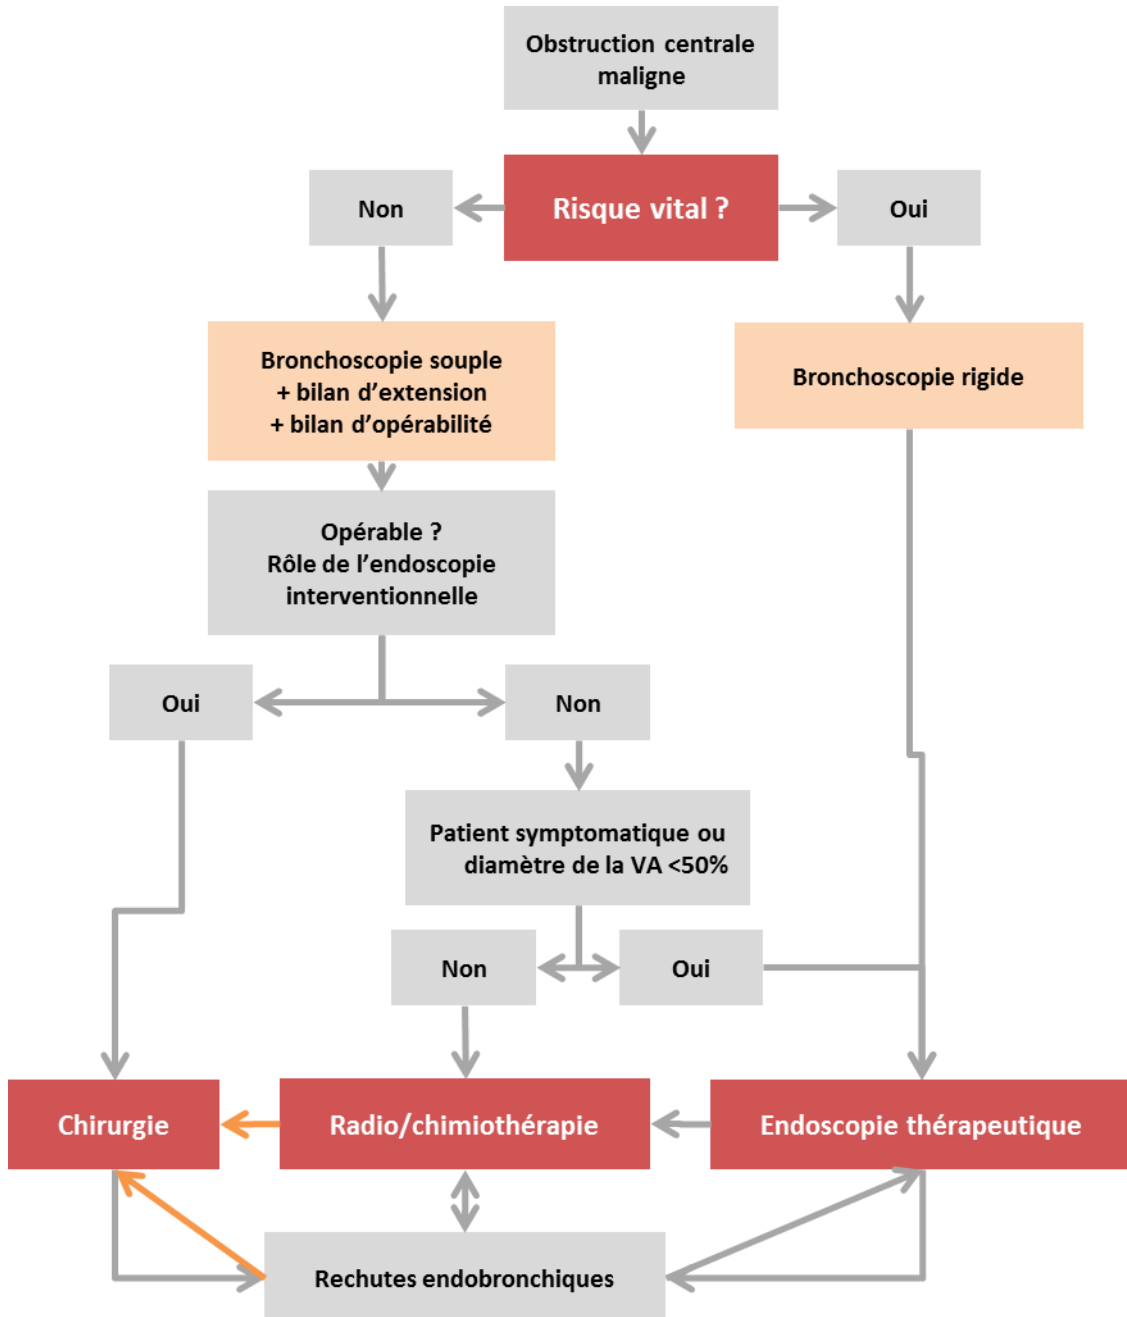 Obstruction centrale
maligne
Non
Risque vital ?
Oui
Bronchoscopie souple
+ bilan d’extension
+ bilan d’opérabilité
Bronchoscopie rigide
Opérable ?
Rôle de l’endoscopie
interventionnelle
Oui
Non
Patient symptomatique ou
diamètre de la VA <50%
Non
Oui
Chirurgie
Radio/chimiothérapie
Endoscopie thérapeutique
Rechutes endobronchiques